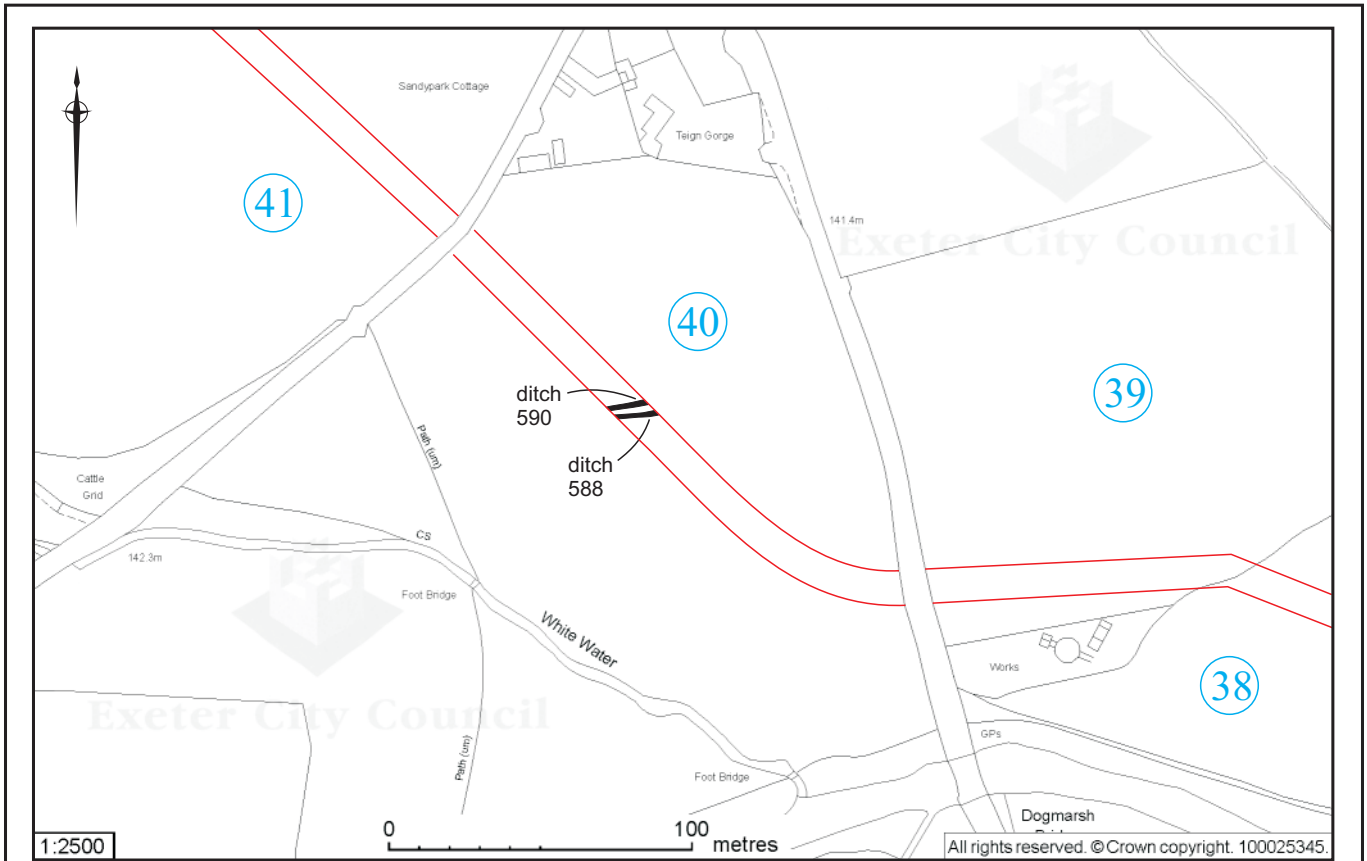 Sandypark Cottage
Teign Gorge
41
141.4m
Exeter City Council
40
39
ditch
590
ditch
588
Path (um)
Cattle
Grid
CS
142.3m
Foot Bridge
White Water
Works
38
Exeter City Council
Path (um)
GPs
Foot Bridge
Dogmarsh
0 100
metres
1:2500
All rights reserved. © Crown copyright. 100025345.